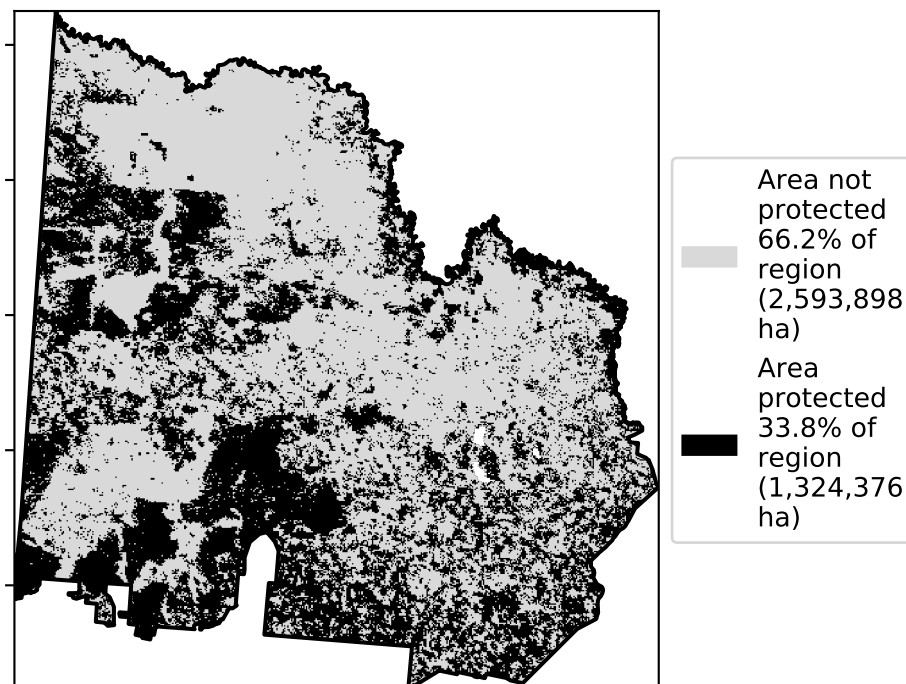 Area not
protected
66.2% of
region
(2,593,898
ha)
Area
protected
33.8% of
region
(1,324,376
ha)